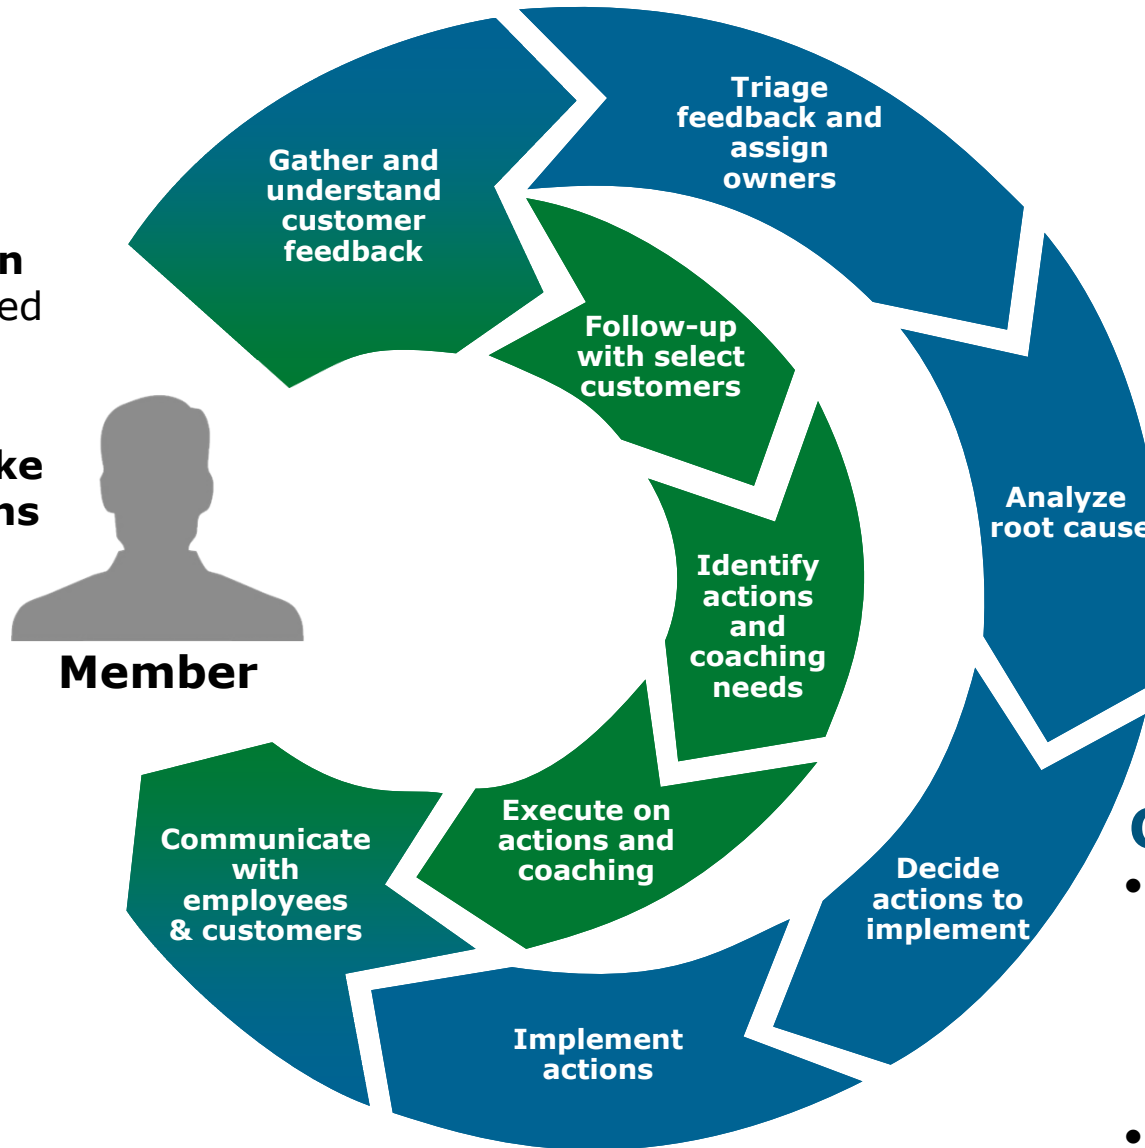 Triage
feedback and
assign
owners
Gather and
understand
customer
feedback
Follow-up
with select
customers
Analyze
root cause
Identify
actions
and
coaching
needs
Member
Execute on
actions and
coaching
Communicate
with
employees
& customers
Decide
actions to
implement
Implement
actions